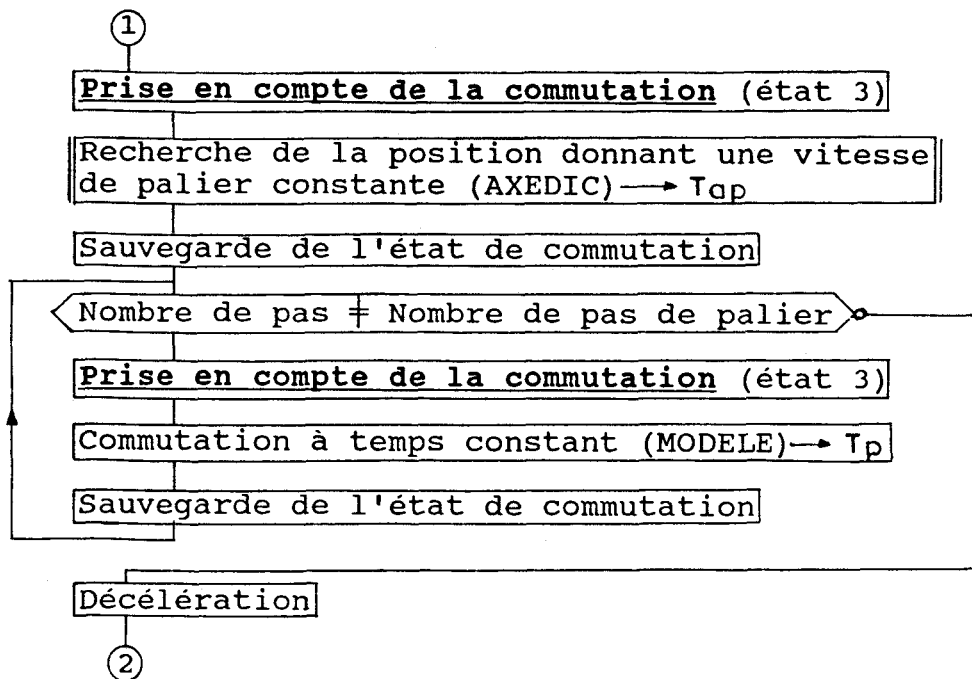 1
Prise en compte de la commutation (état 3)
Recherche de la position donnant une vitesse
de palier constante (AXEDIC) → Tap
Sauvegarde de l'état de commutation
Nombre de pas ≠ Nombre de pas de palier
Prise en compte de la commutation (état 3)
Commutation à temps constant (MODELE) → Tp
Sauvegarde de l'état de commutation
Décélération
2